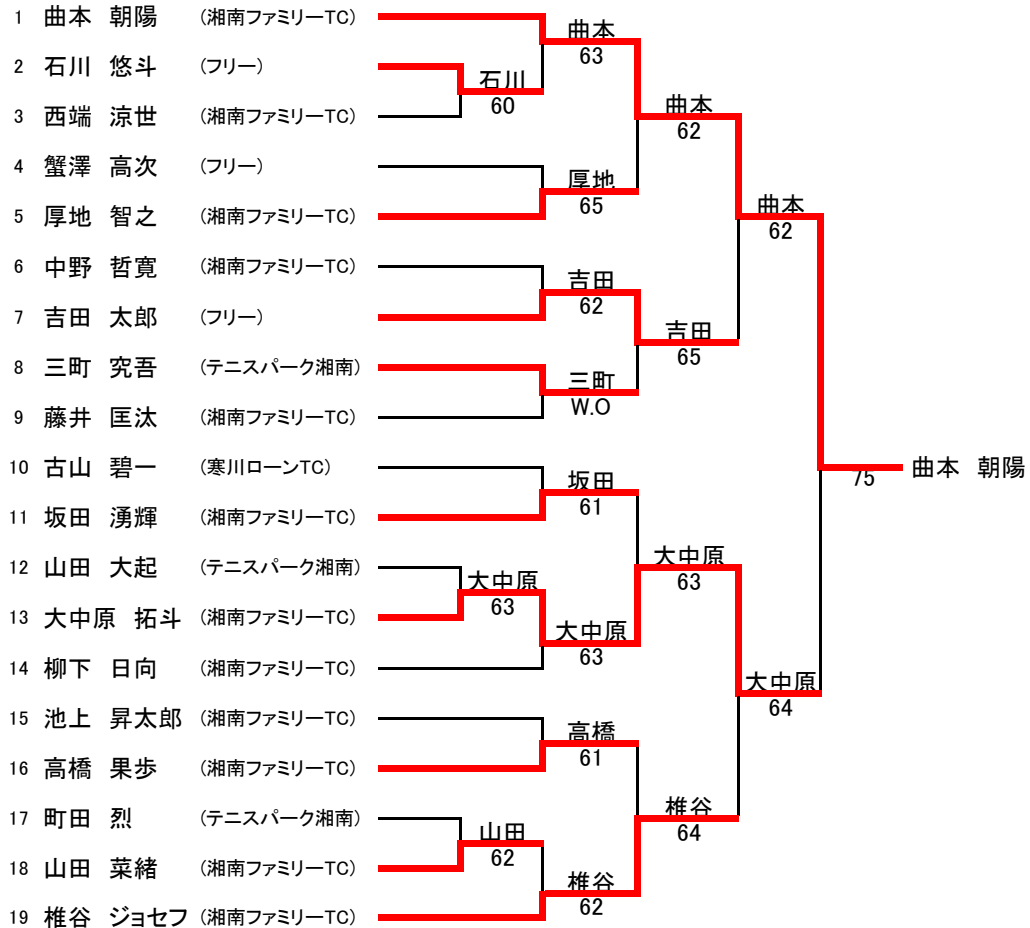 1 曲本 朝陽 (湘南ファミリーTC)
2 石川 悠斗 (フリー)
3 西端 涼世 (湘南ファミリーTC)
4 蟹澤 高次 (フリー)
5 厚地 智之 (湘南ファミリーTC)
6 中野 哲寛 (湘南ファミリーTC)
7 吉田 太郎 (フリー)
8 三町 究吾 (テニスパーク湘南)
9 藤井 匡汰 (湘南ファミリーTC)
10 古山 碧一 (寒川ローンTC)
11 坂田 湧輝 (湘南ファミリーTC)
12 山田 大起 (テニスパーク湘南)
13 大中原 拓斗 (湘南ファミリーTC)
14 柳下 日向 (湘南ファミリーTC)
15 池上 昇太郎 (湘南ファミリーTC)
16 高橋 果歩 (湘南ファミリーTC)
17 町田 烈 (テニスパーク湘南)
18 山田 菜緒 (湘南ファミリーTC)
19 椎谷 ジョセフ (湘南ファミリーTC)
石川
60
大中原
63
山田
62
曲本
63
厚地
65
吉田
62
三町
W.O
坂田
61
大中原
63
高橋
61
椎谷
62
曲本
62
吉田
65
大中原
63
椎谷
64
曲本
62
大中原
64
75
曲本 朝陽